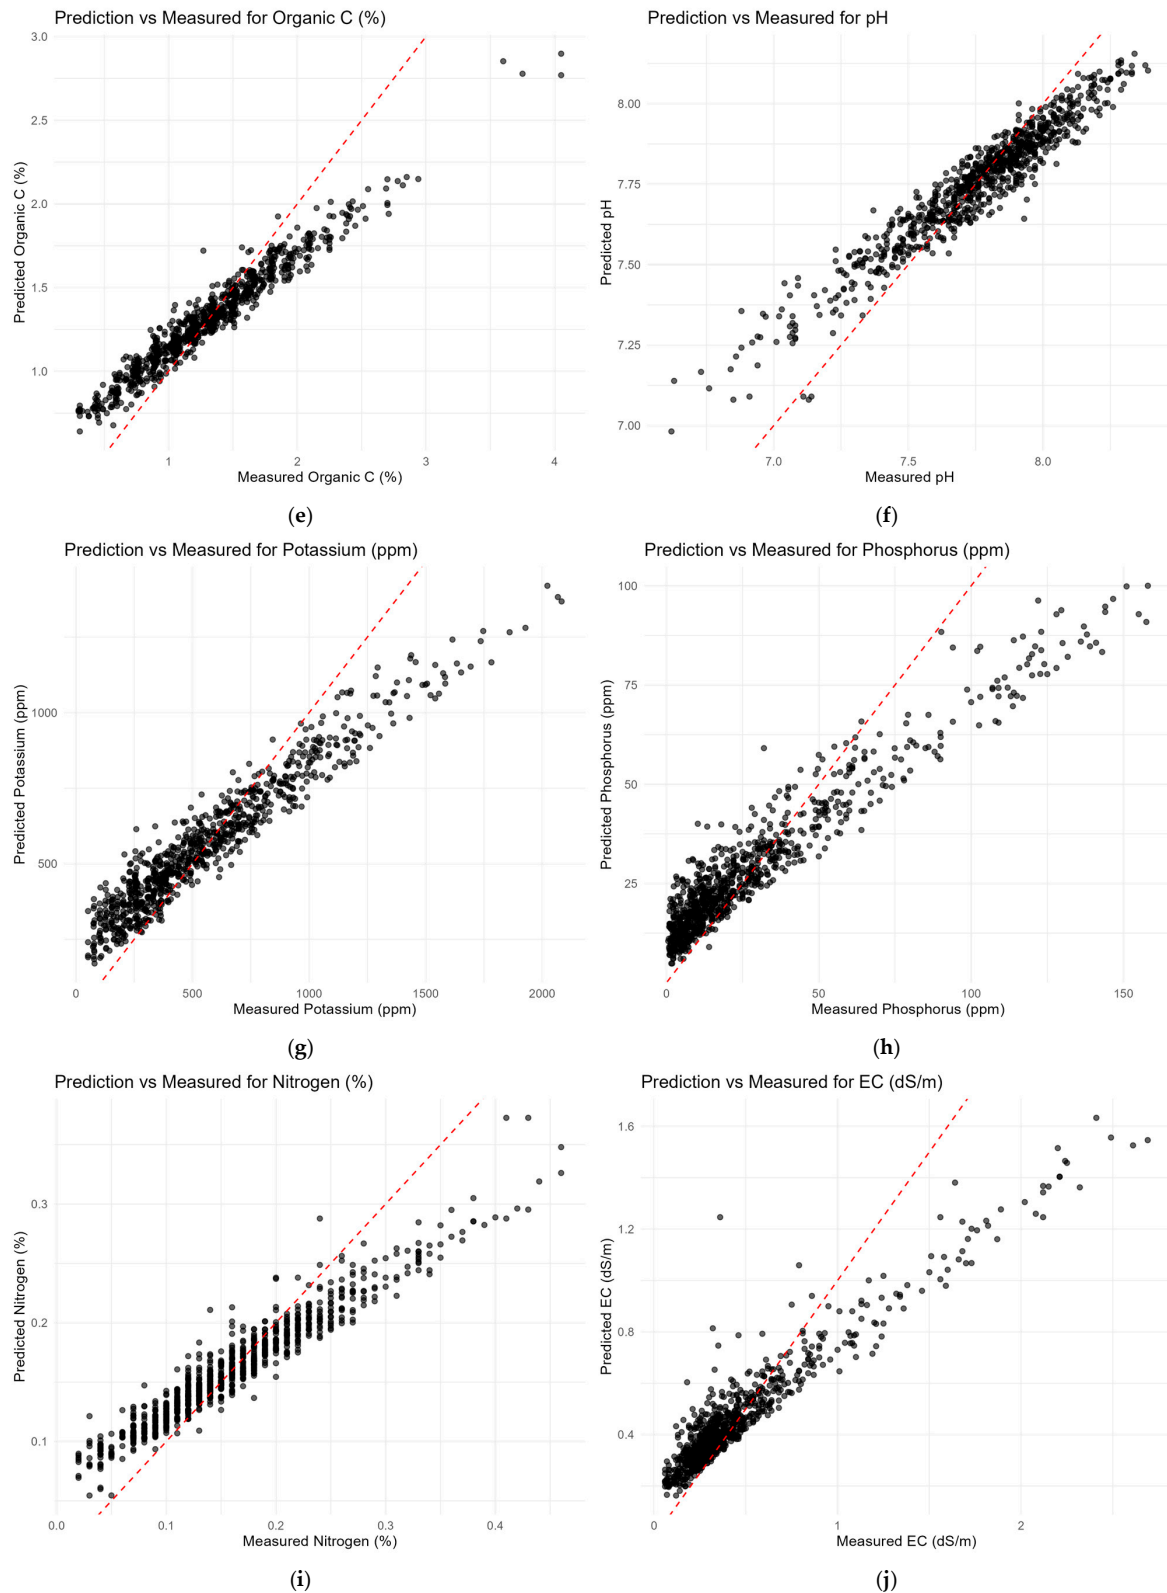 Prediction vs Measured for Organic C (%)
Predicted Organic C (%)
3.0
2.5
2.0
1.5
1.0
1 2 3 4
Measured Organic C (%)
(e)
Prediction vs Measured for pH
Predicted pH
8.00
7.75
7.50
7.25
7.00
7.0 7.5 8.0
Measured pH
(f)
Prediction vs Measured for Potassium (ppm)
Predicted Potassium (ppm)
1000
500
0 500 1000 1500 2000
Measured Potassium (ppm)
(g)
Prediction vs Measured for Phosphorus (ppm)
Predicted Phosphorus (ppm)
100
75
50
25
0 50 100 150
Measured Phosphorus (ppm)
(h)
Prediction vs Measured for Nitrogen (%)
Predicted Nitrogen (%)
0.3
0.2
0.1
0.0 0.1 0.2 0.3 0.4
Measured Nitrogen (%)
(i)
Prediction vs Measured for EC (dS/m)
Predicted EC (dS/m)
1.6
1.2
0.8
0.4
0 1 2
Measured EC (dS/m)
(j)